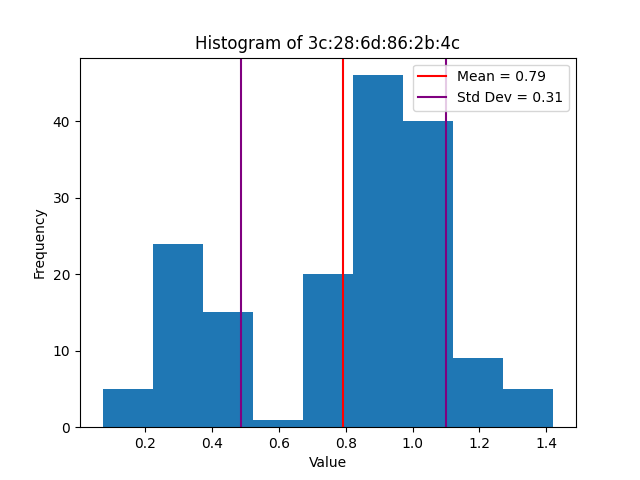 Histogram of 3c:28:6d:86:2b:4c
Mean = 0.79
Std Dev = 0.31
Frequency
40
30
20
10
0
0.2 0.4 0.6 0.8 1.0 1.2 1.4
Value